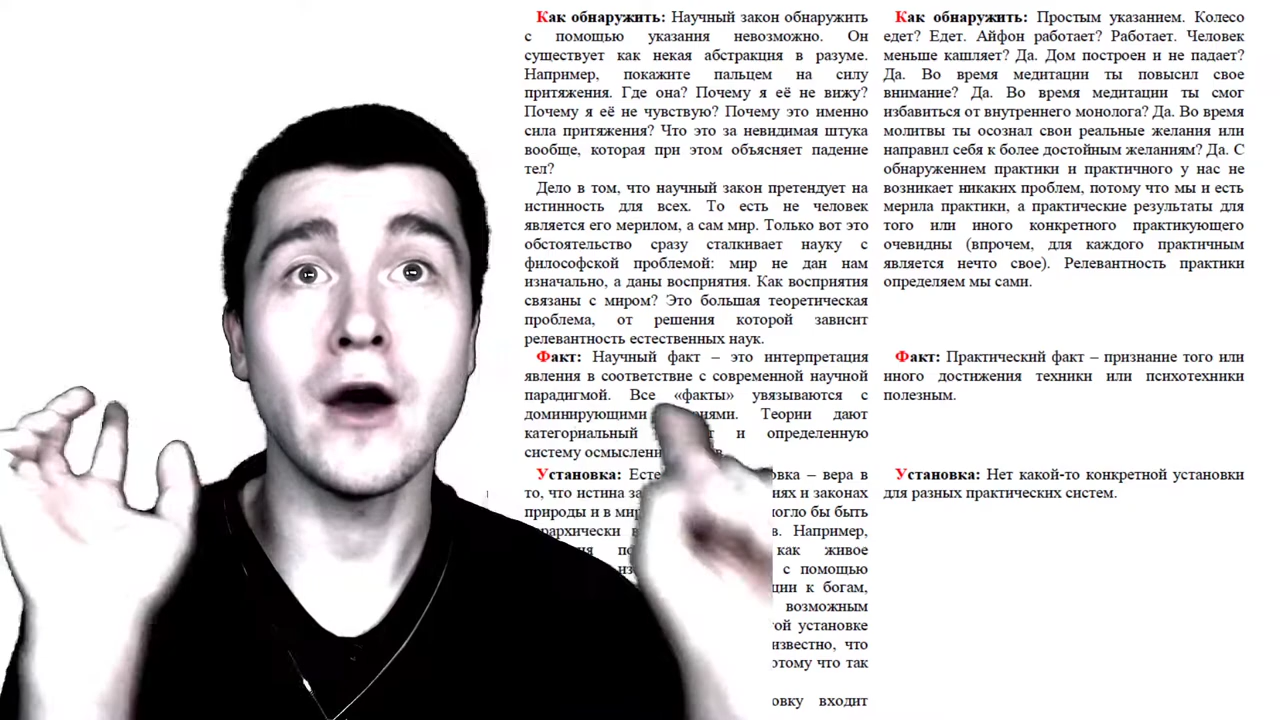 Как обнаружить: Научный закон обнаружить
с помощью указания невозможно. Он
существует как некая абстракция в разуме.
Например, покажите пальцем на силу
притяжения. Где она? Почему я её не вижу?
Почему я её не чувствую? Почему это именно
сила притяжения? Что это за невидимая штука
вообще, которая при этом объясняет падение
тел?
Дело в том, что научный закон претендует на
истинность для всех. То есть не человек
является его мерилом, а сам мир. Только вот это
обстоятельство сразу сталкивает науку с
философской проблемой: мир не дан нам
изначально, а даны восприятия. Как восприятия
связаны с миром? Это большая теоретическая
проблема, от решения которой зависит
релевантность естественных наук.
Факт: Научный факт – это интерпретация
явления в соответствие с современной научной
парадигмой. Все «факты» увязываются с
доминирующими
Теории дают
категориальный и определенную
систему
Установка: – вера в
то, что истина и законах
природы и в могло бы быть
Например,
как живое
с помощью
к богам,
возможным
установке
что
потому что так
входит
Как обнаружить: Простым указанием. Колесо
едет? Едет. Айфон работает? Работает. Человек
меньше кашляет? Да. Дом построен и не падает?
Да. Во время медитации ты повысил свое
внимание? Да. Во время медитации ты смог
избавиться от внутреннего монолога? Да. Во время
молитвы ты осознал свои реальные желания или
направил себя к более достойным желаниям? Да. С
обнаружением практики и практичного у нас не
возникает никаких проблем, потому что мы и есть
мерила практики, а практические результаты для
того или иного конкретного практикующего
очевидны (впрочем, для каждого практичным
является нечто свое). Релевантность практики
определяем мы сами.
Факт: Практический факт – признание того или
иного достижения техники или психотехники
полезным.
Установка: Нет какой-то конкретной установки
для разных практических систем.